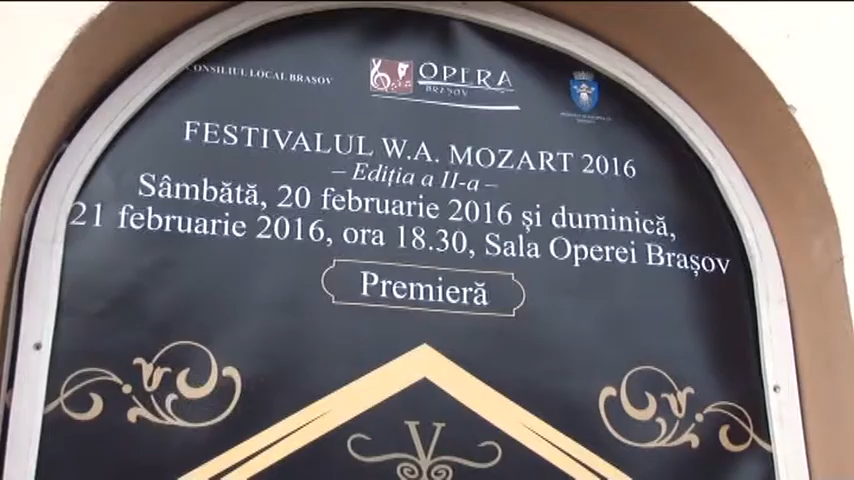 CONSILIUL LOCAL BRAȘOV
OPERA
BRAȘOV
FESTIVALUL W.A. MOZART 2016
– Ediția a II-a –
Sâmbătă, 20 februarie 2016 și duminică,
21 februarie 2016, ora 18.30, Sala Operei Brașov
Premieră
V